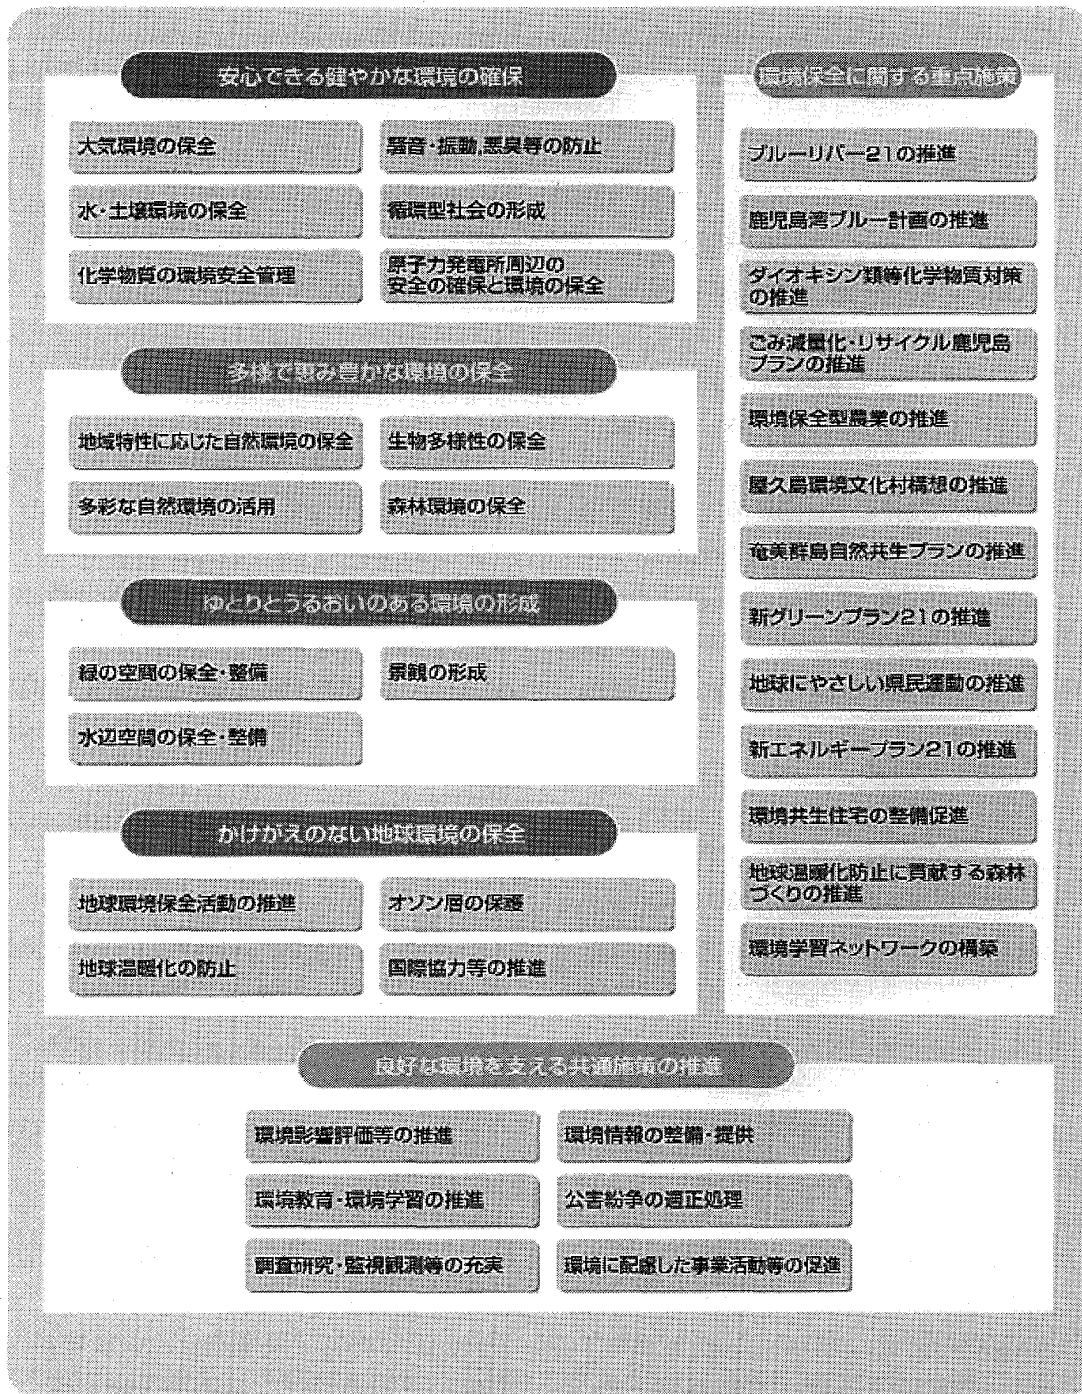 安心できる健やかな環境の確保
大気環境の保全
騒音・振動,悪臭等の防止
水・土壌環境の保全
循環型社会の形成
化学物質の環境安全管理
原子力発電所周辺の
安全の確保と環境の保全
多様で恵み豊かな環境の保全
地域特性に応じた自然環境の保全
生物多様性の保全
多彩な自然環境の活用
森林環境の保全
ゆとりとうるおいのある環境の形成
緑の空間の保全・整備
景観の形成
水辺空間の保全・整備
かけがえのない地球環境の保全
地球環境保全活動の推進
オゾン層の保護
地球温暖化の防止
国際協力等の推進
環境保全に関する重点施策
ブルーリバー21の推進
鹿児島湾ブルー計画の推進
ダイオキシン類等化学物質対策
の推進
ごみ減量化・リサイクル鹿児島
プランの推進
環境保全型農業の推進
屋久島環境文化村構想の推進
奄美群島自然共生プランの推進
新グリーンプラン21の推進
地球にやさしい県民運動の推進
新エネルギープラン21の推進
環境共生住宅の整備促進
地球温暖化防止に貢献する森林
づくりの推進
環境学習ネットワークの構築
良好な環境を支える共通施策の推進
環境影響評価等の推進
環境情報の整備・提供
環境教育・環境学習の推進
公害紛争の適正処理
調査研究・監視観測等の充実
環境に配慮した事業活動等の促進